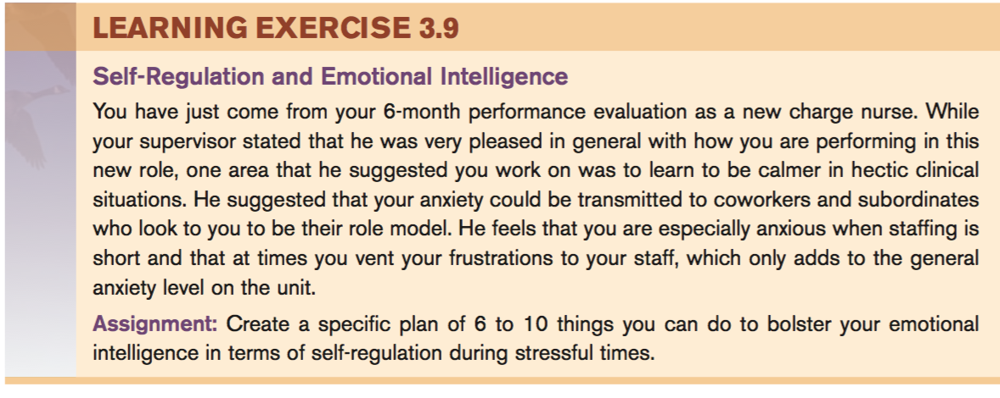 LEARNING EXERCISE 3.9
Self-Regulation and Emotional Intelligence
You have just come from your 6-month performance evaluation as a new charge nurse. While
your supervisor stated that he was very pleased in general with how you are performing in this
new role, one area that he suggested you work on was to learn to be calmer in hectic clinical
situations. He suggested that your anxiety could be transmitted to coworkers and subordinates
who look to you to be their role model. He feels that you are especially anxious when staffing is
short and that at times you vent your frustrations to your staff, which only adds to the general
anxiety level on the unit.
Assignment: Create a specific plan of 6 to 10 things you can do to bolster your emotional
intelligence in terms of self-regulation during stressful times.